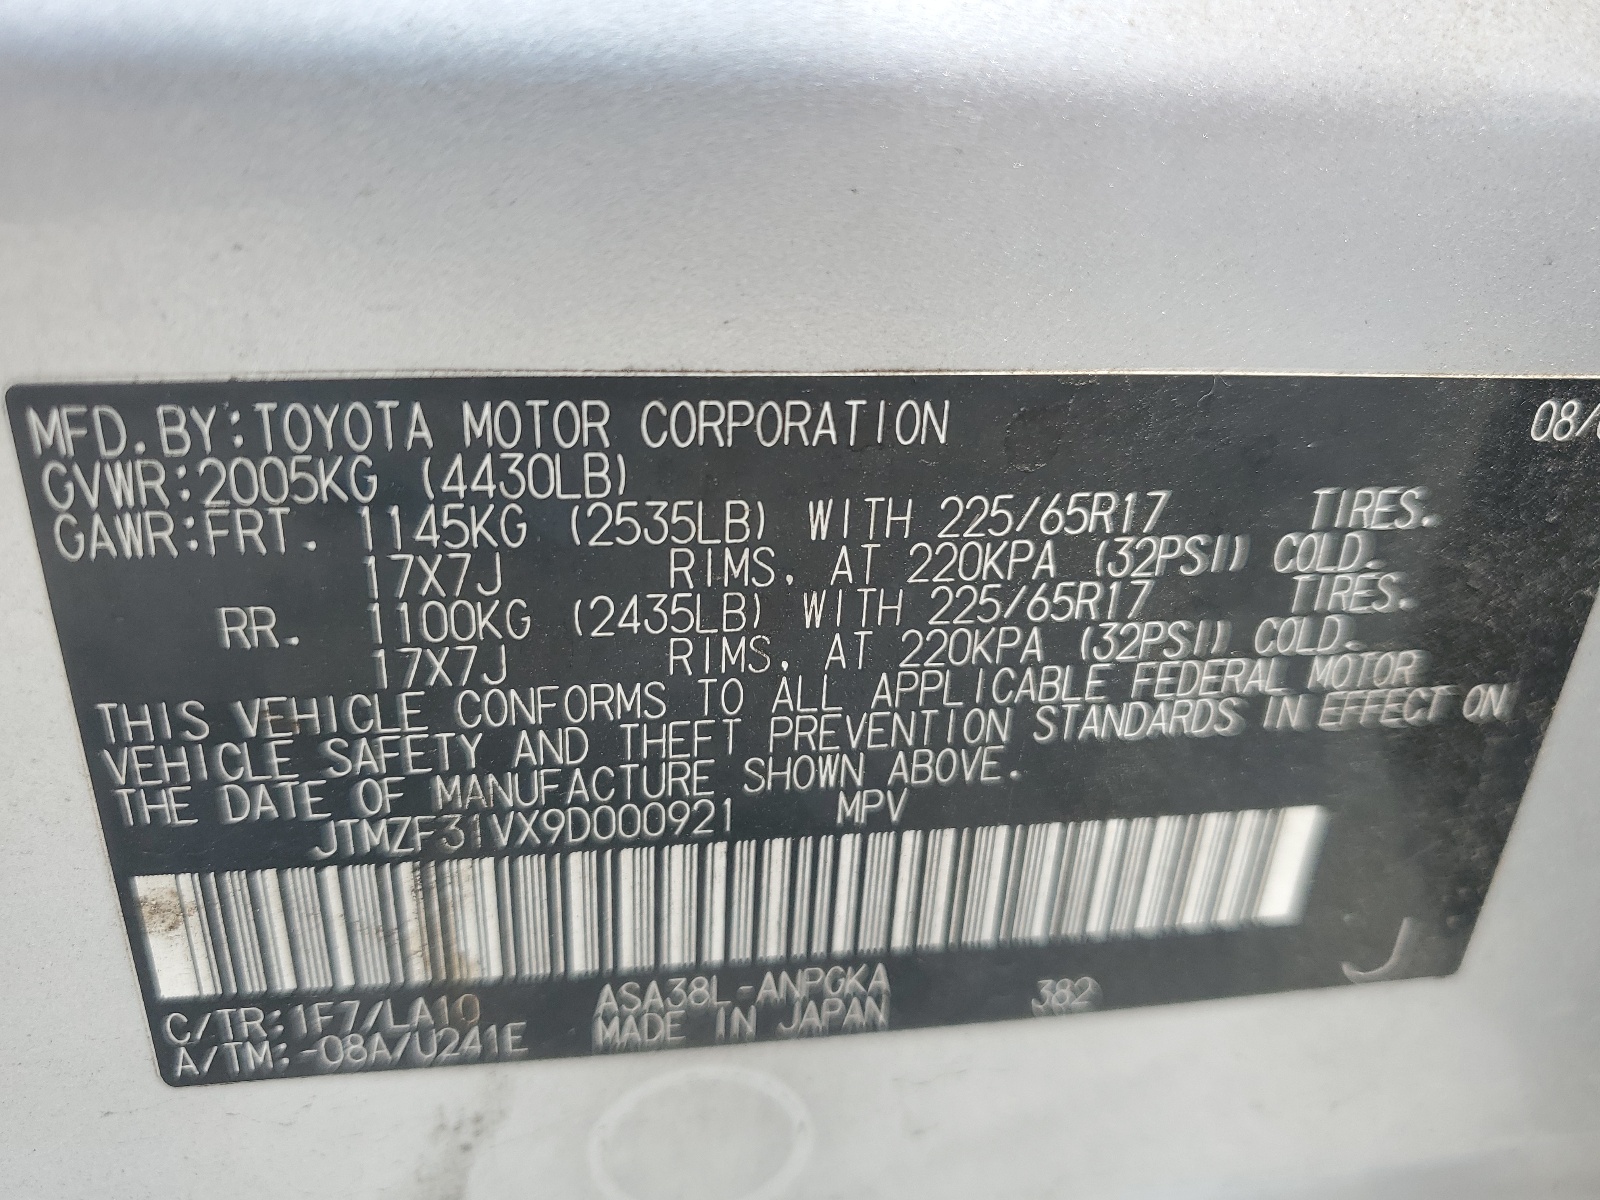 MFD. BY: TOYOTA MOTOR CORPORATION 08/
GVWR: 2005KG (4430LB)
GAWR: FRT. 1145KG (2535LB) WITH 225/65R17 TIRES.
17X7J RIMS, AT 220KPA (32PSI) COLD.
RR. 1100KG (2435LB) WITH 225/65R17 TIRES.
17X7J RIMS, AT 220KPA (32PSI) COLD.
THIS VEHICLE CONFORMS TO ALL APPLICABLE FEDERAL MOTOR
VEHICLE SAFETY AND THEFT PREVENTION STANDARDS IN EFFECT ON
THE DATE OF MANUFACTURE SHOWN ABOVE.
JTMZF31VX9D000921 MPV
C/TR: 1F7/LA10 ASA38L-ANPGKA 382 J
A/TM: -08A/U241E MADE IN JAPAN